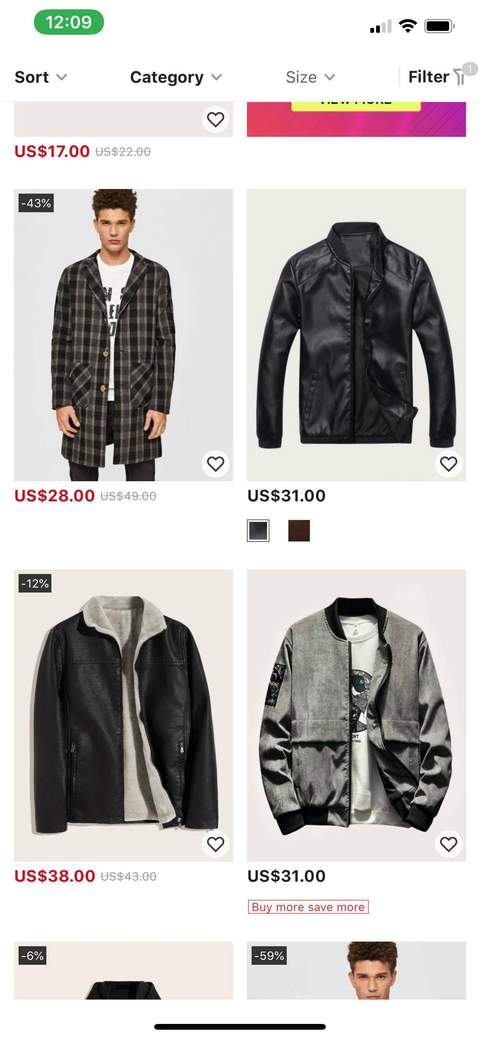 12:09
Sort
Category
Size
Filter
1
VIEW MORE
US$17.00 US$22.00
-43%
US$28.00 US$49.00
US$31.00
-12%
US$38.00 US$43.00
US$31.00
Buy more save more
-6%
-59%